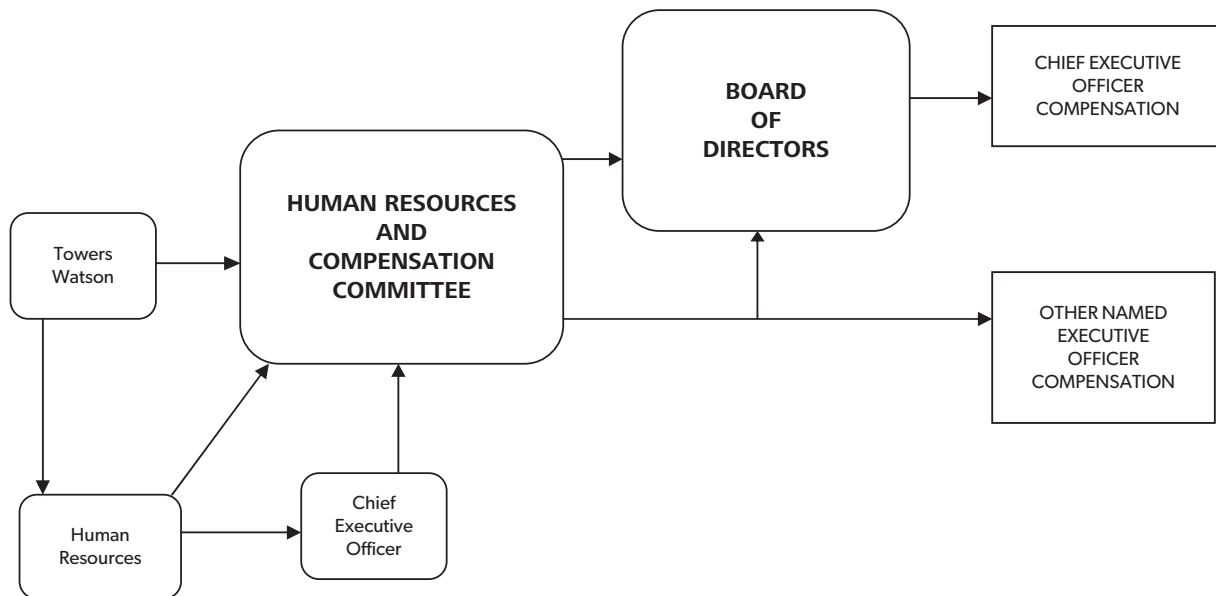 Towers
Watson
Human
Resources
HUMAN RESOURCES
AND
COMPENSATION
COMMITTEE
Chief
Executive
Officer
BOARD
OF
DIRECTORS
CHIEF EXECUTIVE
OFFICER
COMPENSATION
OTHER NAMED
EXECUTIVE
OFFICER
COMPENSATION